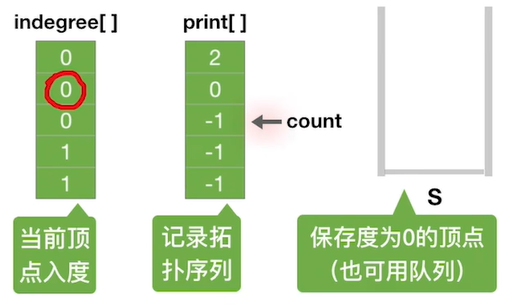 indegree[ ]
0
0
0
1
1
print[ ]
2
0
-1
-1
-1
count
S
当前顶
点入度
记录拓
扑序列
保存度为0的顶点
（也可用队列）